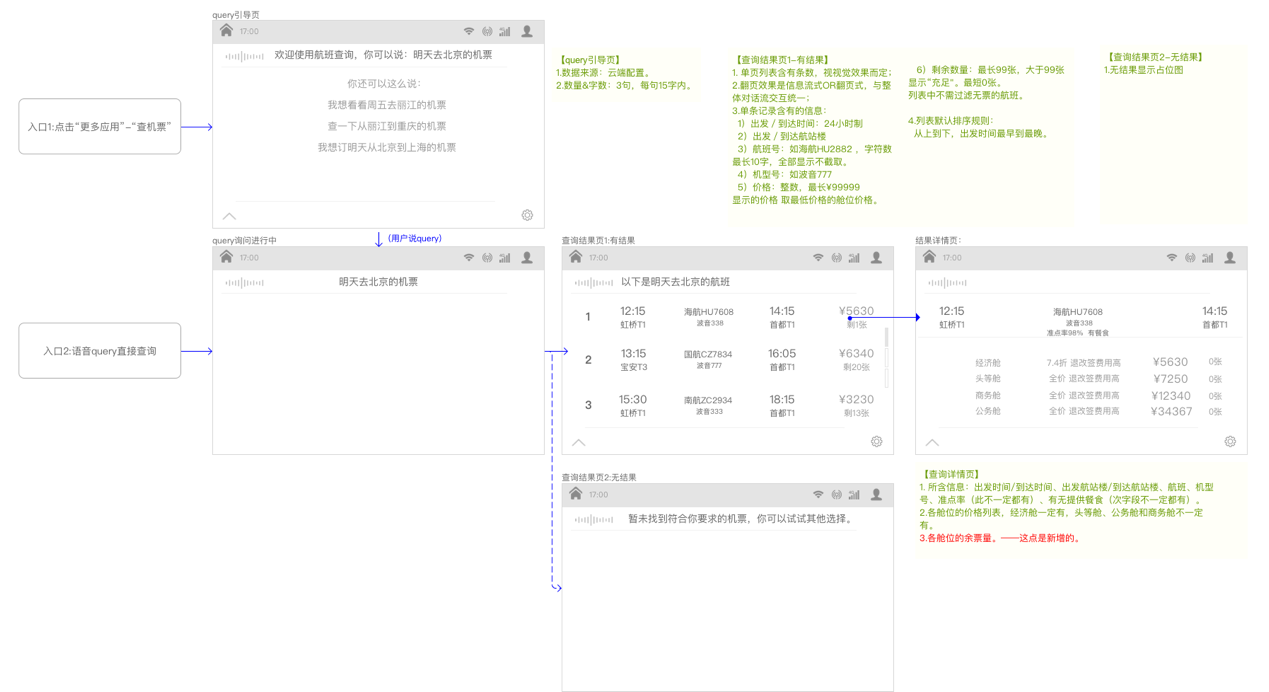 query引导页
17:00
欢迎使用航班查询，你可以说：明天去北京的机票
你还可以这么说：
我想看看周五去丽江的机票
查一下从丽江到重庆的机票
我想订明天从北京到上海的机票
入口1:点击“更多应用”-“查机票”
【query引导页】
1.数据来源：云端配置。
2.数量&字数：3句，每句15字内。
【查询结果页1-有结果】
1. 单页列表含有条数，视视觉效果而定；
2.翻页效果是信息流式OR翻页式，与整
体对话流交互统一；
3.单条记录含有的信息：
1）出发 / 到达时间：24小时制
2）出发 / 到达航站楼
3）航班号：如海航HU2882 ，字符数
最长10字，全部显示不截取。
4）机型号：如波音777
5）价格：整数，最长¥99999
显示的价格 取最低价格的舱位价格。
6）剩余数量：最长99张，大于99张
显示“充足”。最短0张。
列表中不需过滤无票的航班。
4.列表默认排序规则：
从上到下，出发时间最早到最晚。
【查询结果页2-无结果】
1.无结果显示占位图
（用户说query）
query询问进行中
17:00
明天去北京的机票
入口2:语音query直接查询
查询结果页1:有结果
17:00
以下是明天去北京的航班
1 12:15 海航HU7608 14:15 ¥5630
虹桥T1 波音338 首都T1 剩1张
2 13:15 国航CZ7834 16:05 ¥6340
宝安T3 波音777 首都T1 剩20张
3 15:30 南航ZC2934 18:15 ¥3230
虹桥T1 波音333 首都T1 剩13张
结果详情页：
17:00
12:15 海航HU7608 14:15
虹桥T1 波音338 首都T1
准点率98% 有餐食
经济舱 7.4折 退改签费用高 ¥5630 0张
头等舱 全价 退改签费用高 ¥7250 0张
商务舱 全价 退改签费用高 ¥12340 0张
公务舱 全价 退改签费用高 ¥34367 0张
【查询详情页】
1. 所含信息：出发时间/到达时间、出发航站楼/到达航站楼、航班、机型
号、准点率（此不一定都有）、有无提供餐食（次字段不一定都有）。
2.各舱位的价格列表，经济舱一定有，头等舱、公务舱和商务舱不一定
有。
3.各舱位的余票量。——这点是新增的。
查询结果页2:无结果
17:00
暂未找到符合你要求的机票，你可以试试其他选择。